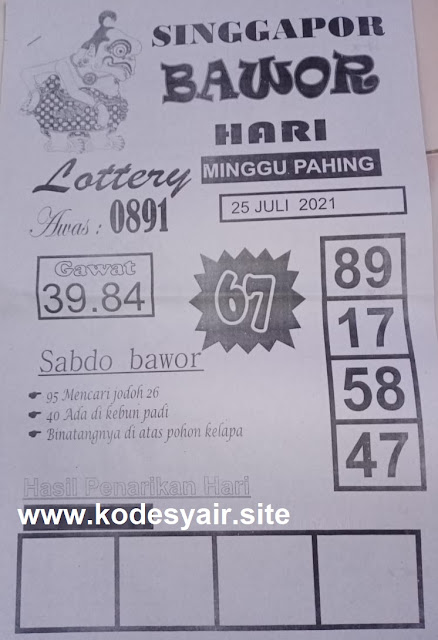 SINGGAPOR
BAWOR
HARI
Lottery
MINGGU PAHING
Awas : 0891
25 JULI 2021
Gawat
39.84
67
89
17
58
47
Sabdo bawor
95 Mencari jodoh 26
40 Ada di kebun padi
Binatangnya di atas pohon kelapa
Hasil Penarikan Hari
www.kodesyair.site